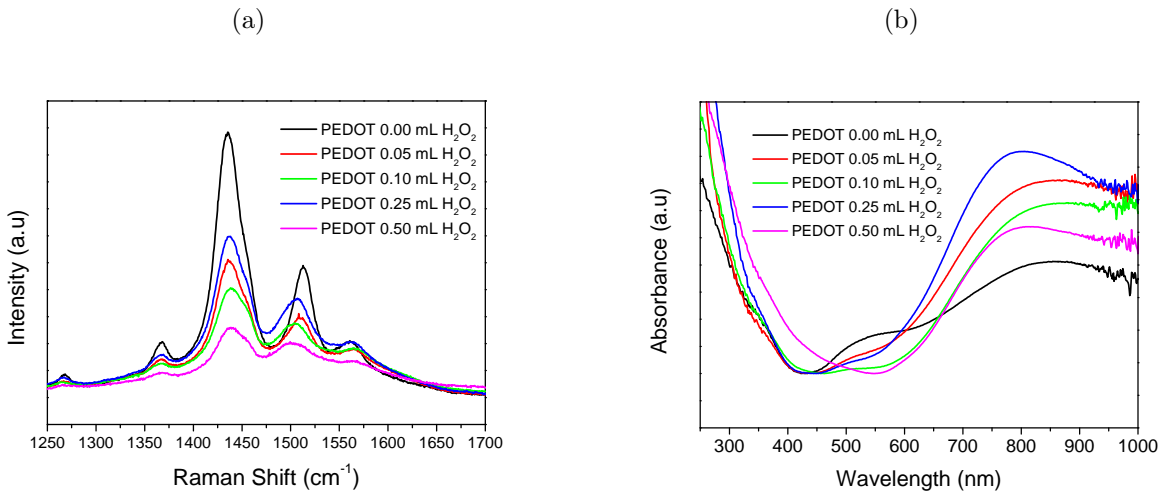 (a)
(b)
PEDOT 0.00 mL H₂O₂
PEDOT 0.05 mL H₂O₂
PEDOT 0.10 mL H₂O₂
PEDOT 0.25 mL H₂O₂
PEDOT 0.50 mL H₂O₂
Intensity (a.u)
1250 1300 1350 1400 1450 1500 1550 1600 1650 1700
Raman Shift (cm⁻¹)
PEDOT 0.00 mL H₂O₂
PEDOT 0.05 mL H₂O₂
PEDOT 0.10 mL H₂O₂
PEDOT 0.25 mL H₂O₂
PEDOT 0.50 mL H₂O₂
Absorbance (a.u)
300 400 500 600 700 800 900 1000
Wavelength (nm)